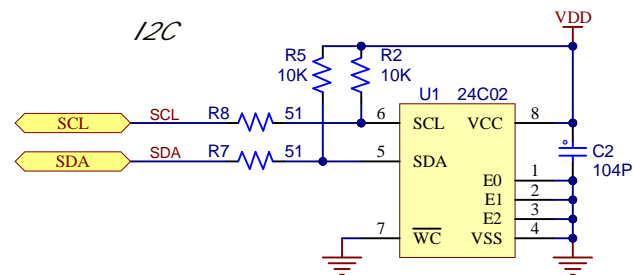 I2C
VDD
R5 R2
10K 10K
U1 24C02
SCL SCL R8 51 6 SCL VCC 8
SDA SDA R7 51 5 SDA
C2
104P
E0 1
E1 2
E2 3
7 WC VSS 4